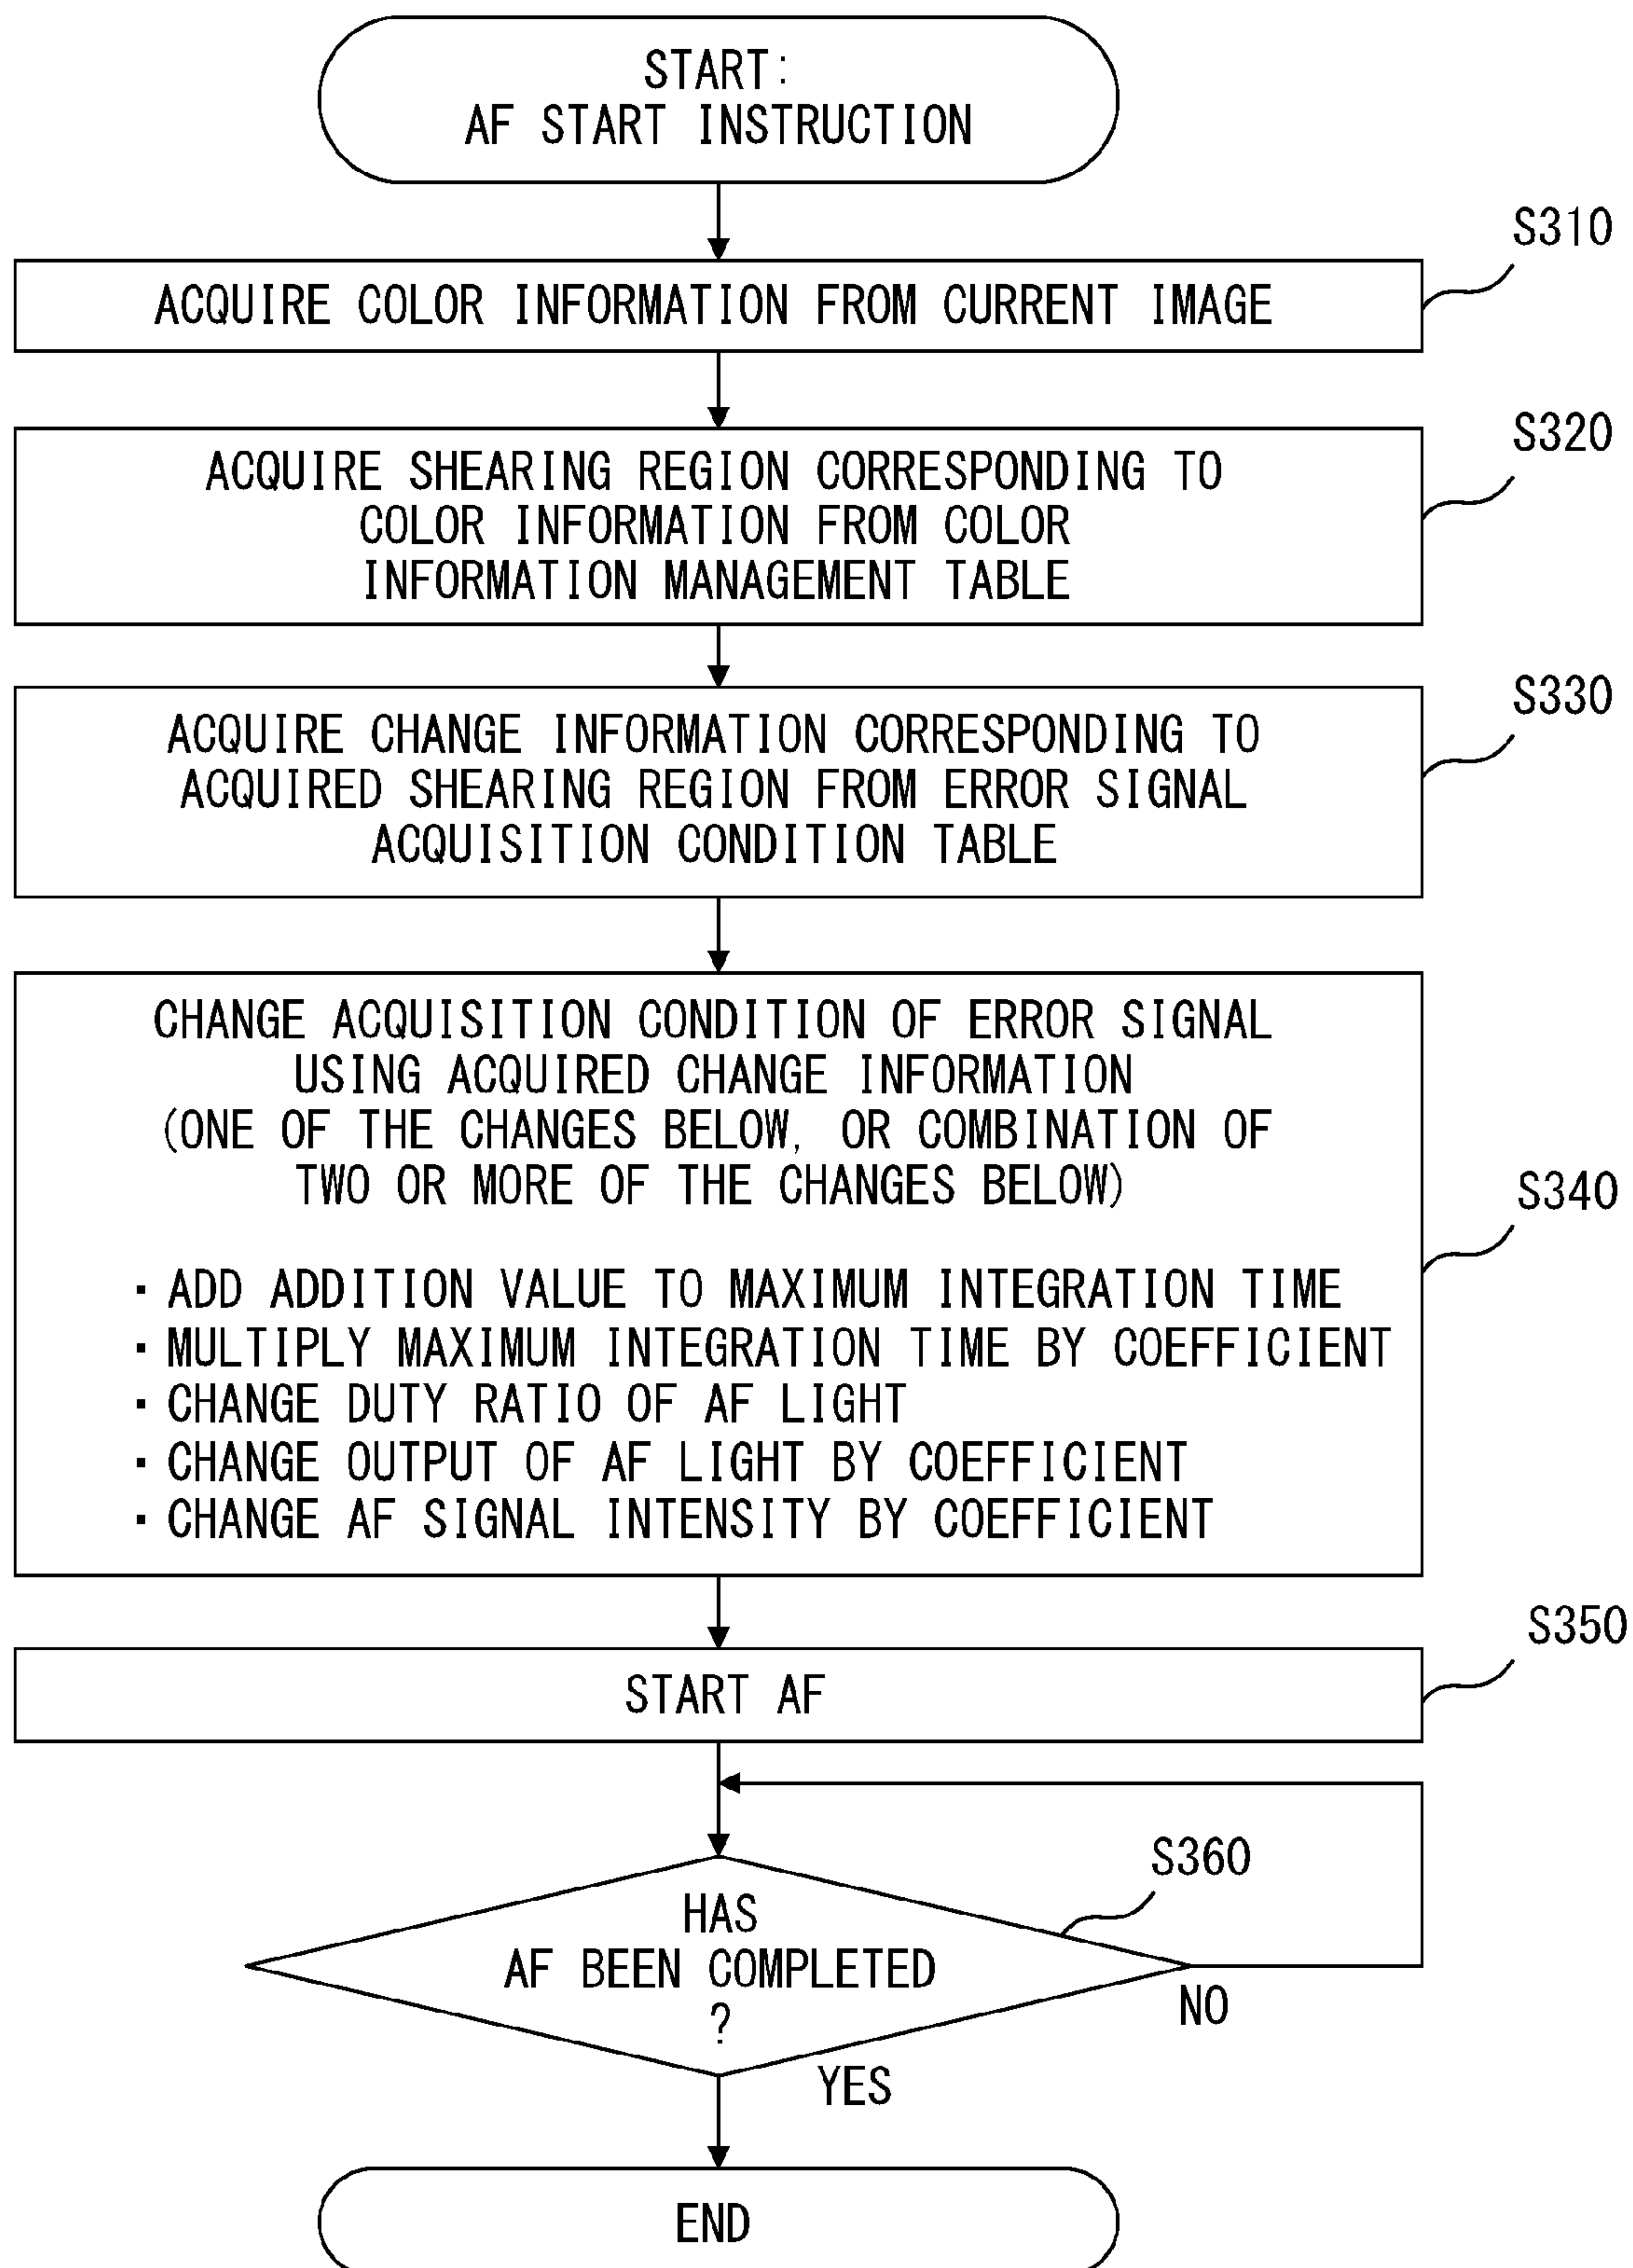 START:
AF START INSTRUCTION
S310
ACQUIRE COLOR INFORMATION FROM CURRENT IMAGE
S320
ACQUIRE SHEARING REGION CORRESPONDING TO
COLOR INFORMATION FROM COLOR
INFORMATION MANAGEMENT TABLE
S330
ACQUIRE CHANGE INFORMATION CORRESPONDING TO
ACQUIRED SHEARING REGION FROM ERROR SIGNAL
ACQUISITION CONDITION TABLE
CHANGE ACQUISITION CONDITION OF ERROR SIGNAL
USING ACQUIRED CHANGE INFORMATION
(ONE OF THE CHANGES BELOW, OR COMBINATION OF
TWO OR MORE OF THE CHANGES BELOW)
S340
・ADD ADDITION VALUE TO MAXIMUM INTEGRATION TIME
・MULTIPLY MAXIMUM INTEGRATION TIME BY COEFFICIENT
・CHANGE DUTY RATIO OF AF LIGHT
・CHANGE OUTPUT OF AF LIGHT BY COEFFICIENT
・CHANGE AF SIGNAL INTENSITY BY COEFFICIENT
S350
START AF
S360
HAS
AF BEEN COMPLETED
?
NO
YES
END